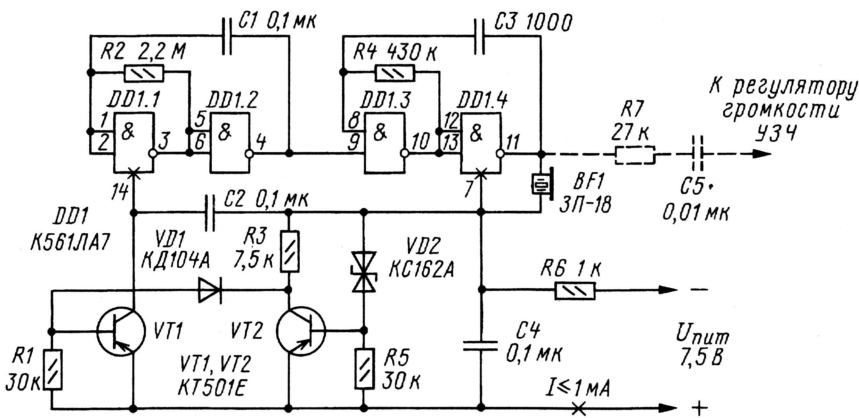 C1 0,1 мк
C3 1000
R2 2,2 М
R4 430 к
DD1.1
DD1.2
DD1.3
DD1.4
К регулятору
громкости
УЗЧ
R7
27 к
1
2
&
3
5
6
&
4
8
9
&
10
12
13
&
11
14
7
BF1
ЗП-18
C5
0,01 мк
C2 0,1 мк
DD1
К561ЛА7
VD1
КД104А
R3
7,5 к
VD2
КС162А
R6 1 к
−
VT1
VT2
C4
0,1 мк
Uпит
7,5 В
R1
30к
VT1, VT2
КТ501Е
R5
30 к
I ≤ 1 мА
+